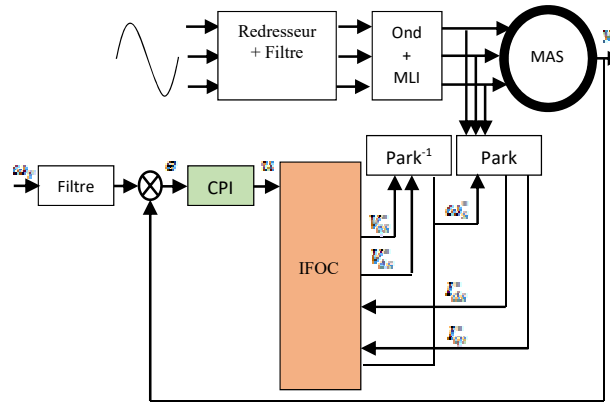 Redresseur
+ Filtre
Ond
+
MLI
MAS
Park⁻¹
Park
Filtre
e
CPI
u
IFOC